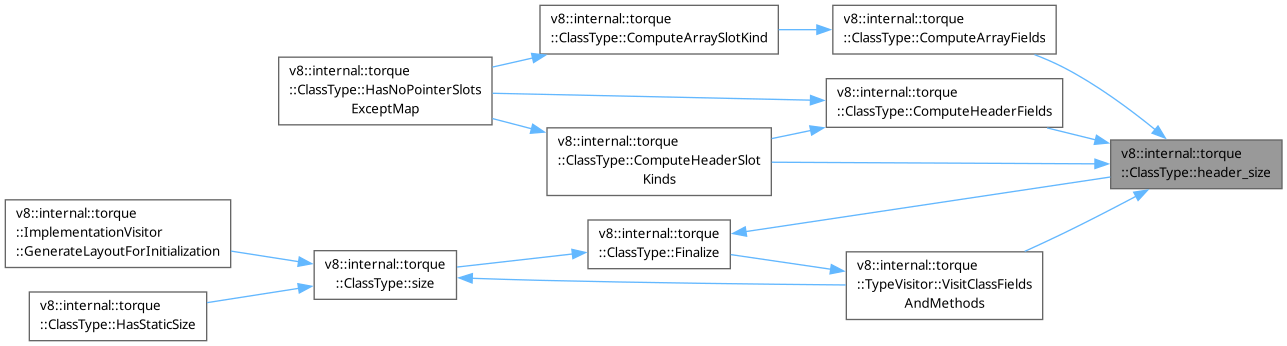 v8::internal::torque
::ClassType::ComputeArraySlotKind
v8::internal::torque
::ClassType::ComputeArrayFields
v8::internal::torque
::ClassType::HasNoPointerSlots
ExceptMap
v8::internal::torque
::ClassType::ComputeHeaderFields
v8::internal::torque
::ClassType::ComputeHeaderSlot
Kinds
v8::internal::torque
::ClassType::header_size
v8::internal::torque
::ImplementationVisitor
::GenerateLayoutForInitialization
v8::internal::torque
::ClassType::Finalize
v8::internal::torque
::ClassType::size
v8::internal::torque
::TypeVisitor::VisitClassFields
AndMethods
v8::internal::torque
::ClassType::HasStaticSize